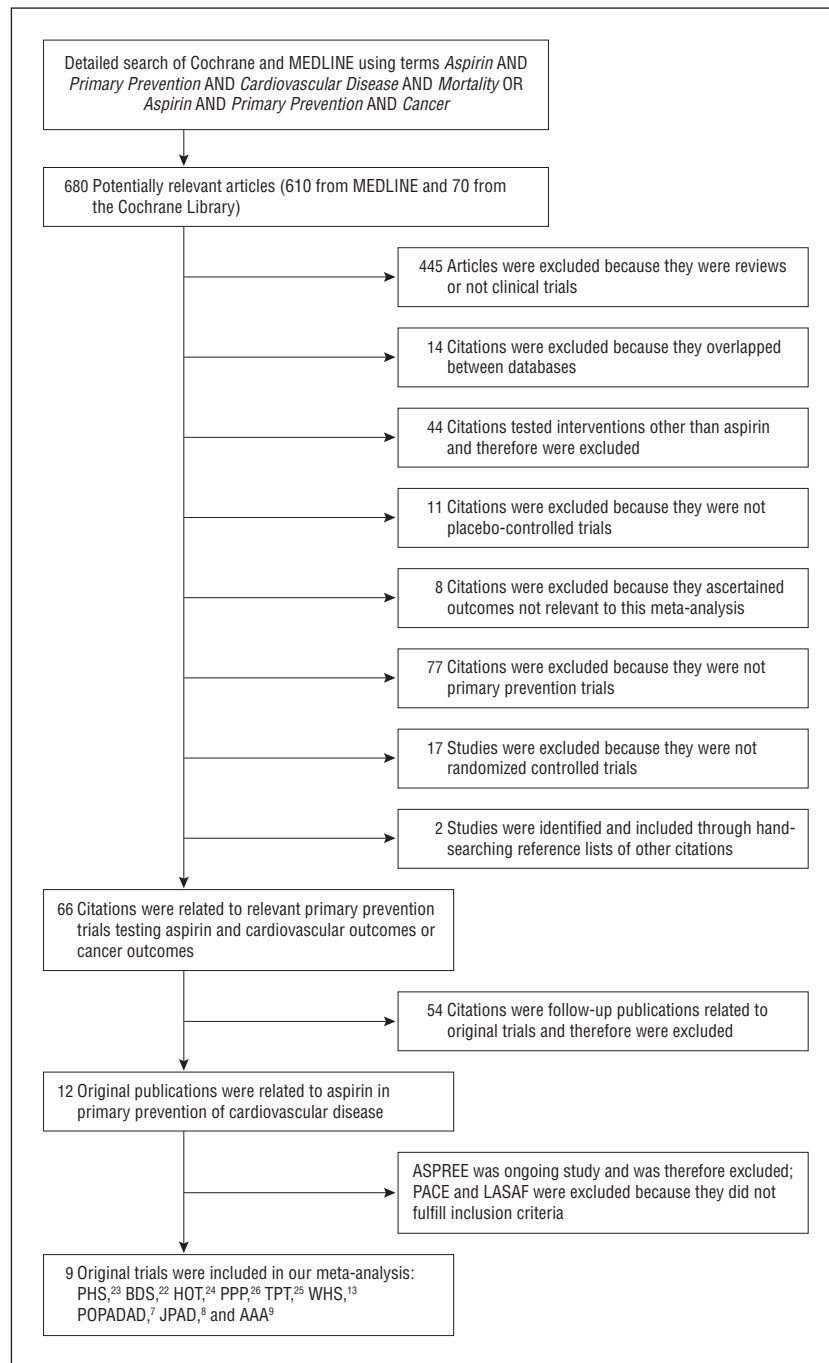 Detailed search of Cochrane and MEDLINE using terms Aspirin AND
Primary Prevention AND Cardiovascular Disease AND Mortality OR
Aspirin AND Primary Prevention AND Cancer
680 Potentially relevant articles (610 from MEDLINE and 70 from
the Cochrane Library)
445 Articles were excluded because they were reviews
or not clinical trials
14 Citations were excluded because they overlapped
between databases
44 Citations tested interventions other than aspirin
and therefore were excluded
11 Citations were excluded because they were not
placebo-controlled trials
8 Citations were excluded because they ascertained
outcomes not relevant to this meta-analysis
77 Citations were excluded because they were not
primary prevention trials
17 Studies were excluded because they were not
randomized controlled trials
2 Studies were identified and included through hand-
searching reference lists of other citations
66 Citations were related to relevant primary prevention
trials testing aspirin and cardiovascular outcomes or
cancer outcomes
54 Citations were follow-up publications related to
original trials and therefore were excluded
12 Original publications were related to aspirin in
primary prevention of cardiovascular disease
ASPREE was ongoing study and was therefore excluded;
PACE and LASAF were excluded because they did not
fulfill inclusion criteria
9 Original trials were included in our meta-analysis:
PHS,23 BDS,22 HOT,24 PPP,26 TPT,25 WHS,13
POPADAD,7 JPAD,8 and AAA9